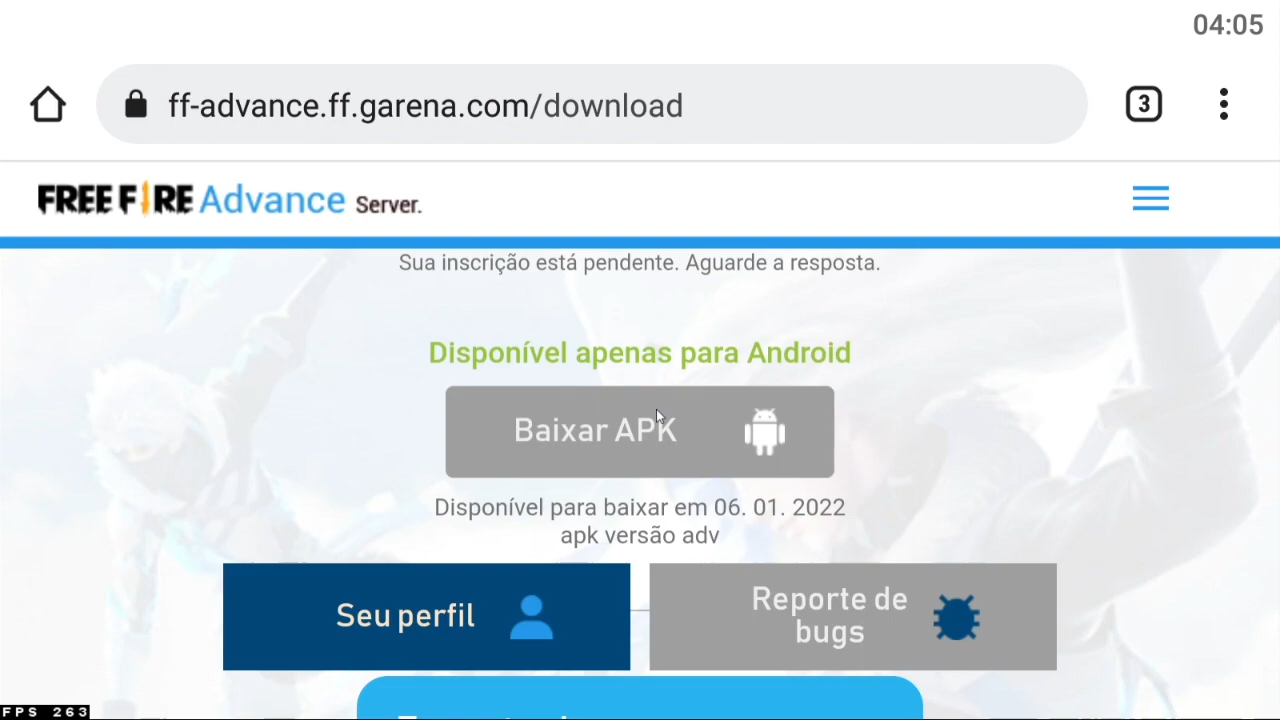 04:05
ff-advance.ff.garena.com/download
3
FREE FIRE Advance Server.
Sua inscrição está pendente. Aguarde a resposta.
Disponível apenas para Android
Baixar APK
Disponível para baixar em 06. 01. 2022
apk versão adv
Seu perfil
Reporte de
bugs
FPS 263